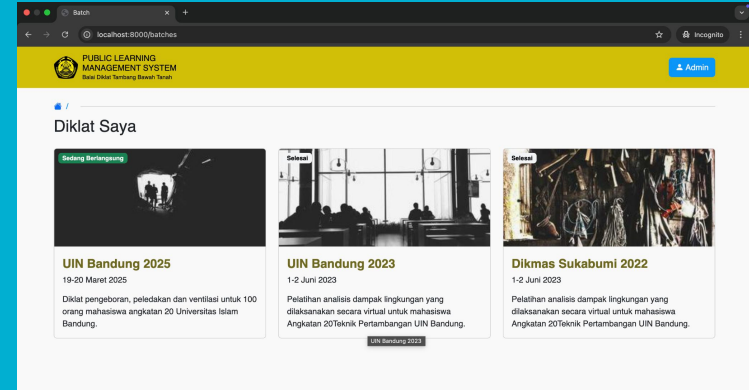 Batch
localhost:8000/batches
Incognito
PUBLIC LEARNING
MANAGEMENT SYSTEM
Balai Diklat Tambang Bawah Tanah
Admin
/
Diklat Saya
Sedang Berlangsung
UIN Bandung 2025
19-20 Maret 2025
Diklat pengeboran, peledakan dan ventilasi untuk 100
orang mahasiswa angkatan 20 Universitas Islam
Bandung.
Selesai
UIN Bandung 2023
1-2 Juni 2023
Pelatihan analisis dampak lingkungan yang
dilaksanakan secara virtual untuk mahasiswa
Angkatan 20Teknik Pertambangan UIN Bandung.
UIN Bandung 2023
Selesai
Dikmas Sukabumi 2022
1-2 Juni 2023
Pelatihan analisis dampak lingkungan yang
dilaksanakan secara virtual untuk mahasiswa
Angkatan 20Teknik Pertambangan UIN Bandung.